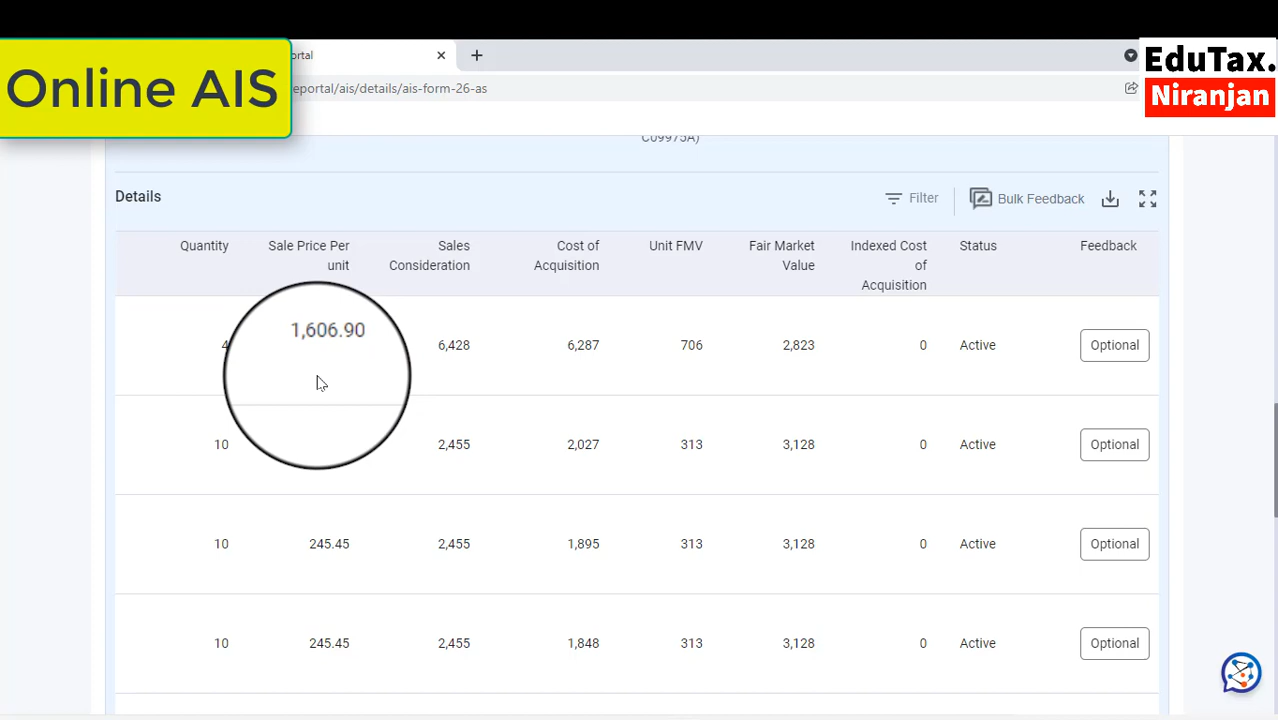 Online AIS
ortal
eportal/ais/details/ais-form-26-as
EduTax.
Niranjan
C09975A)
Details
Filter
Bulk Feedback
Quantity Sale Price Per unit Sales Consideration Cost of Acquisition Unit FMV Fair Market Value Indexed Cost of Acquisition Status Feedback
4 1,606.90 6,428 6,287 706 2,823 0 Active Optional
10 2,455 2,027 313 3,128 0 Active Optional
10 245.45 2,455 1,895 313 3,128 0 Active Optional
10 245.45 2,455 1,848 313 3,128 0 Active Optional